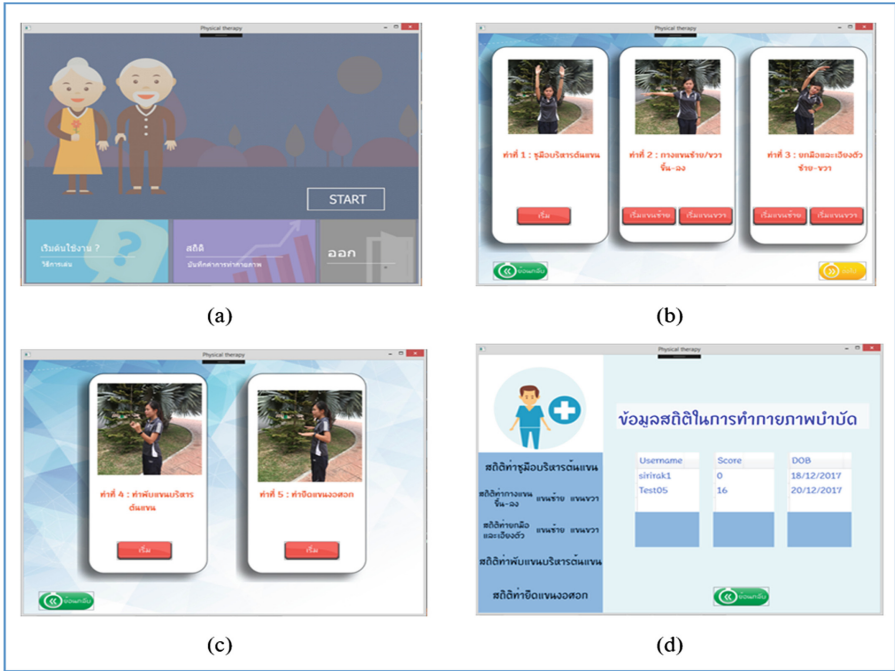 Physical therapy
START
เริ่มต้นใช้งาน ?
วิธีการเล่น
สถิติ
บันทึกค่าการทำกายภาพ
ออก
(a)
Physical therapy
ท่าที่ 1 : ชูมือบริหารต้นแขน
เริ่ม
ท่าที่ 2 : กางแขนซ้าย/ขวา
ขึ้น-ลง
เริ่มแขนซ้าย เริ่มแขนขวา
ท่าที่ 3 : ยกมือและเอียงตัว
ซ้าย-ขวา
เริ่มแขนซ้าย เริ่มแขนขวา
ย้อนกลับ
(b)
Physical therapy
ท่าที่ 4 : ท่าพับแขนบริหาร
ต้นแขน
เริ่ม
ท่าที่ 5 : ท่ายืดแขนงอศอก
เริ่ม
ย้อนกลับ
(c)
Physical therapy
สถิติท่าชูมือบริหารต้นแขน
สถิติท่ากางแขน
ขึ้น-ลง
แขนซ้าย แขนขวา
สถิติท่ายกมือ
และเอียงตัว
แขนซ้าย แขนขวา
สถิติท่าพับแขนบริหารต้นแขน
สถิติท่ายืดแขนงอศอก
ข้อมูลสถิติในการทำกายภาพบำบัด
Username Score DOB
sirirak1 0 18/12/2017
Test05 16 20/12/2017
ย้อนกลับ
(d)